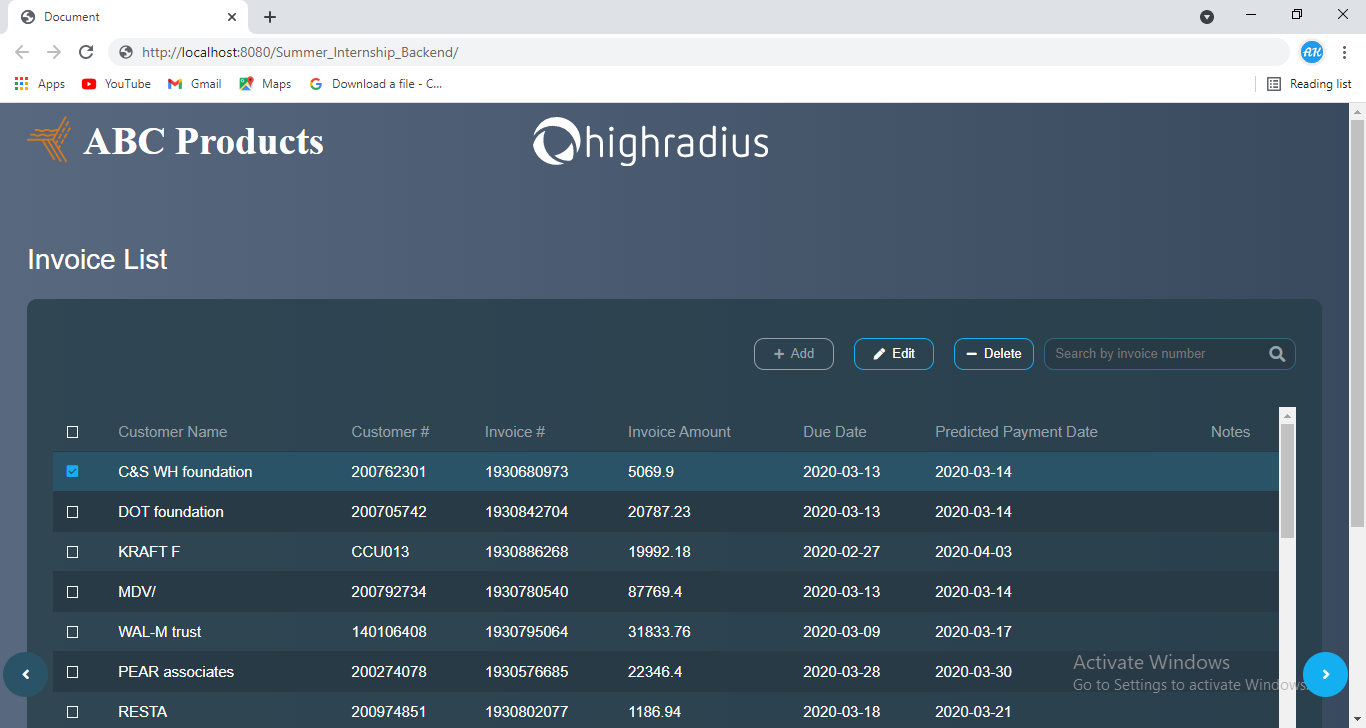 Document
http://localhost:8080/Summer_Internship_Backend/
AK
Apps YouTube Gmail Maps Download a file - C... Reading list
ABC Products
highradius
Invoice List
Add Edit Delete Search by invoice number
Customer Name Customer # Invoice # Invoice Amount Due Date Predicted Payment Date Notes
C&S WH foundation 200762301 1930680973 5069.9 2020-03-13 2020-03-14
DOT foundation 200705742 1930842704 20787.23 2020-03-13 2020-03-14
KRAFT F CCU013 1930886268 19992.18 2020-02-27 2020-04-03
MDV/ 200792734 1930780540 87769.4 2020-03-13 2020-03-14
WAL-M trust 140106408 1930795064 31833.76 2020-03-09 2020-03-17
PEAR associates 200274078 1930576685 22346.4 2020-03-28 2020-03-30
RESTA 200974851 1930802077 1186.94 2020-03-18 2020-03-21
Activate Windows
Go to Settings to activate Windows.